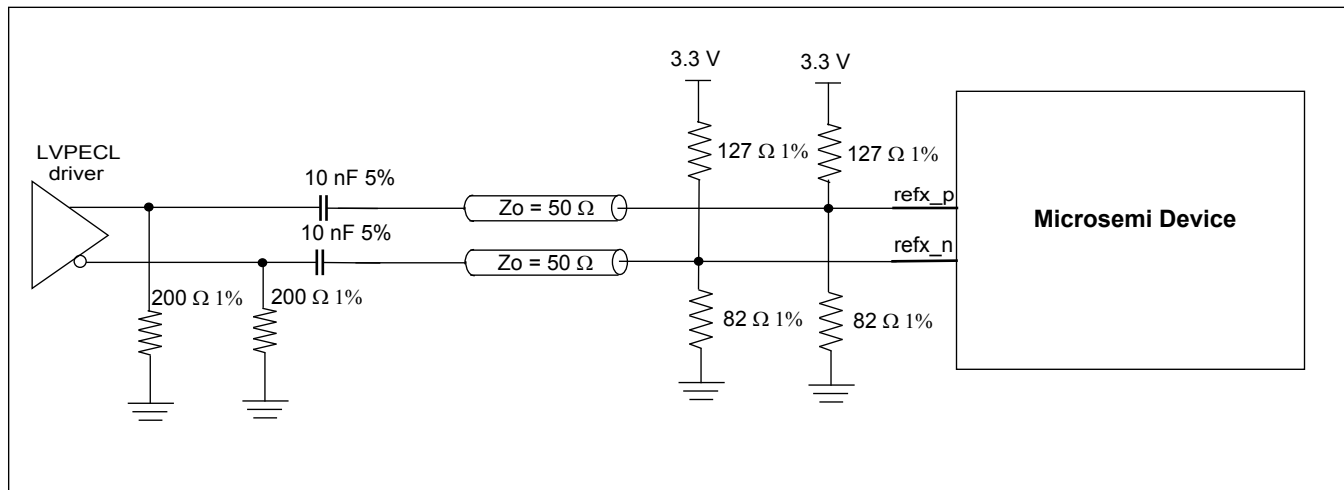 3.3 V
3.3 V
LVPECL
driver
127 Ω 1%
127 Ω 1%
10 nF 5%
Zo = 50 Ω
refx_p
Microsemi Device
10 nF 5%
Zo = 50 Ω
refx_n
200 Ω 1%
200 Ω 1%
82 Ω 1%
82 Ω 1%